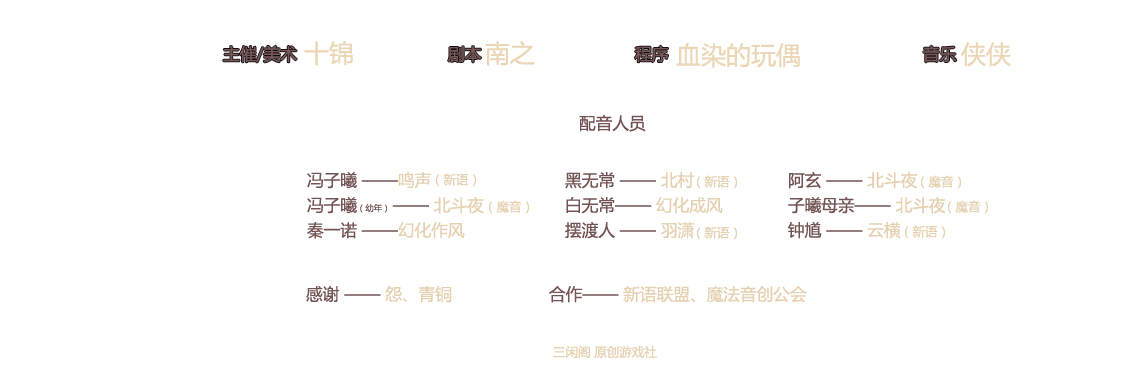 主催/美术 十锦 剧本 南之 程序 血染的玩偶 音乐 侠侠
配音人员
冯子曦 ——鸣声（新语） 黑无常 —— 北村（新语） 阿玄 —— 北斗夜（魔音）
冯子曦（幼年）—— 北斗夜（魔音） 白无常—— 幻化成风 子曦母亲—— 北斗夜（魔音）
秦一诺 ——幻化作风 摆渡人 —— 羽潇（新语） 钟馗 —— 云横（新语）
感谢 —— 怨、青铜 合作—— 新语联盟、魔法音创公会
三闲阁 原创游戏社